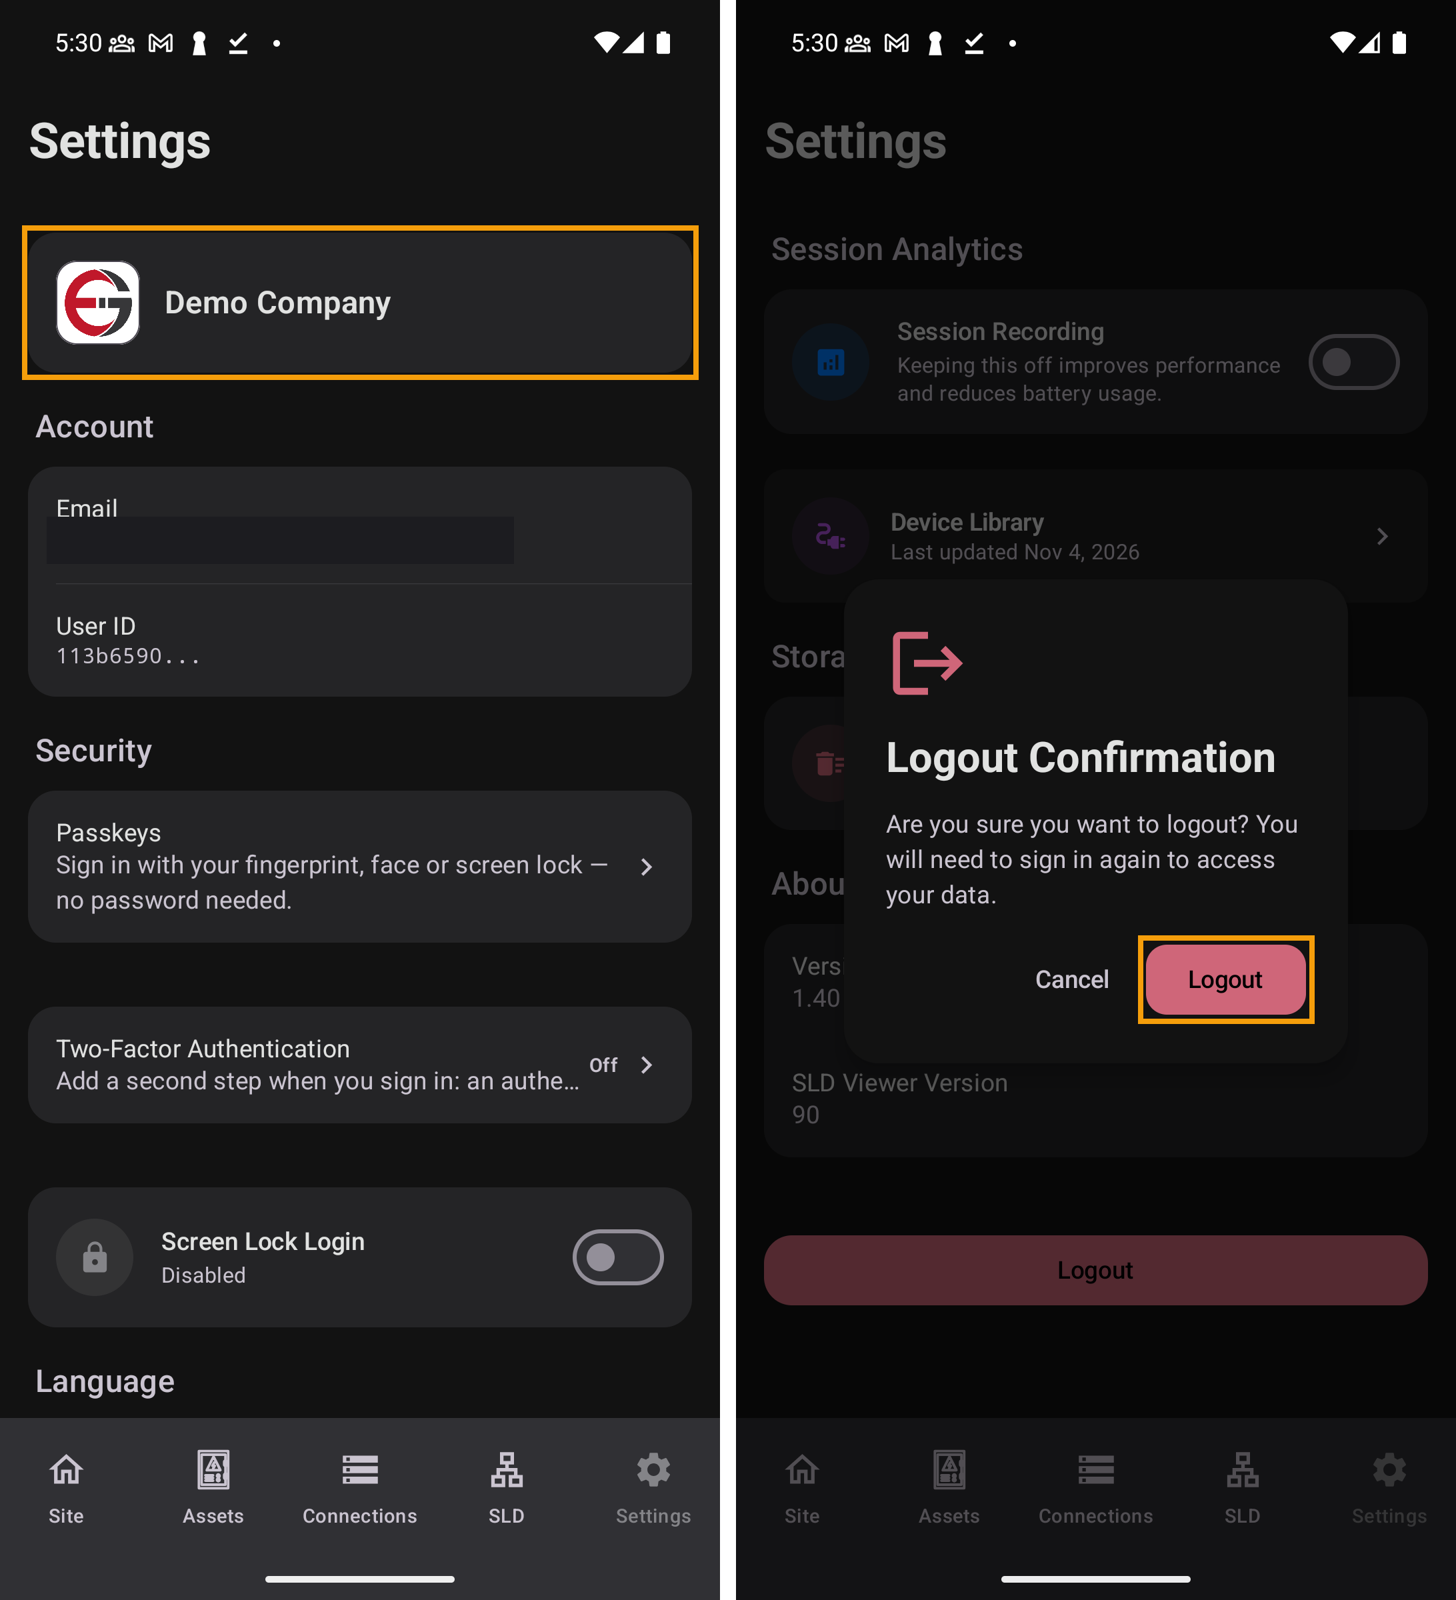 5:30
Settings
Demo Company
Account
Email
User ID
113b6590...
Security
Passkeys
Sign in with your fingerprint, face or screen lock —
no password needed.
Two-Factor Authentication
Add a second step when you sign in: an authe...
Off
Screen Lock Login
Disabled
Language
Site
Assets
Connections
SLD
Settings
5:30
Settings
Session Analytics
Session Recording
Keeping this off improves performance
and reduces battery usage.
Device Library
Last updated Nov 4, 2026
Stora
Logout Confirmation
Are you sure you want to logout? You
will need to sign in again to access
your data.
Cancel
Logout
Abou
Versi
1.40
SLD Viewer Version
90
Logout
Site
Assets
Connections
SLD
Settings